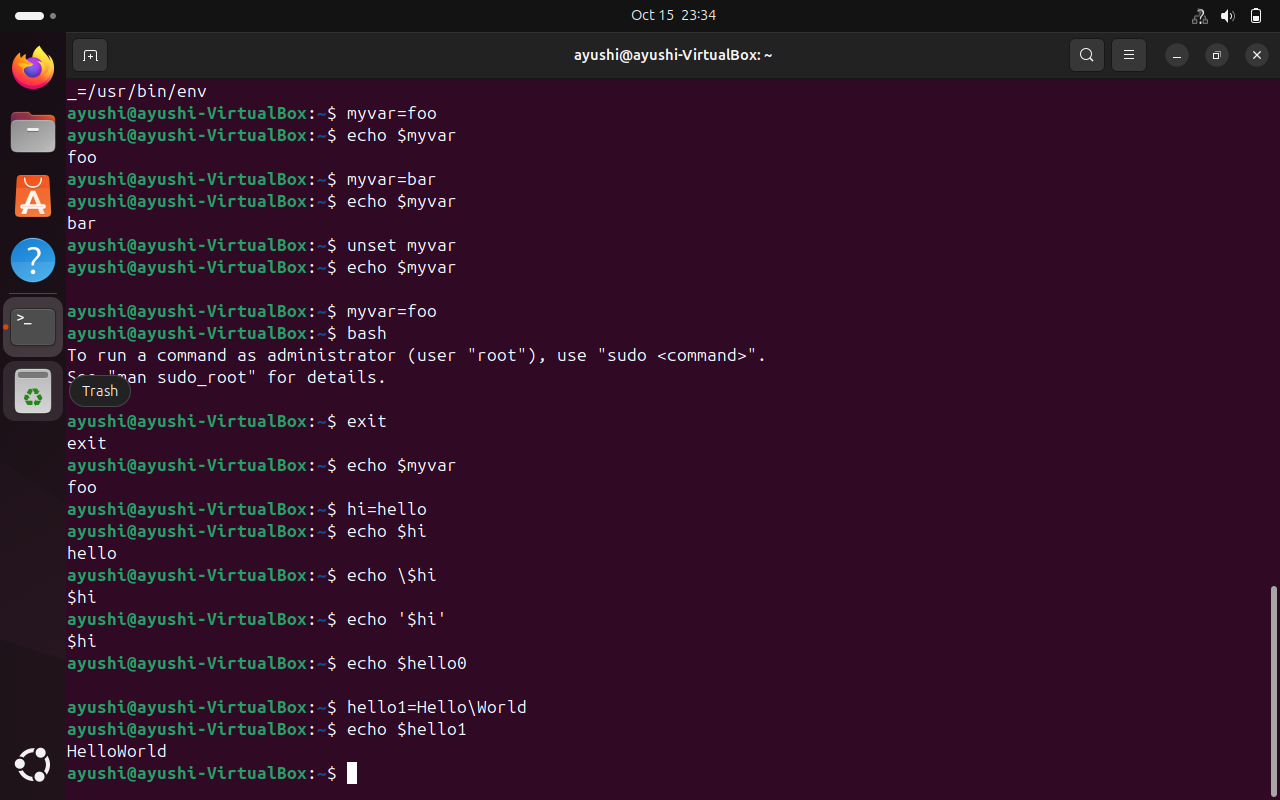 Oct 15 23:34
ayushi@ayushi-VirtualBox: ~
_=/usr/bin/env
ayushi@ayushi-VirtualBox:~$ myvar=foo
ayushi@ayushi-VirtualBox:~$ echo $myvar
foo
ayushi@ayushi-VirtualBox:~$ myvar=bar
ayushi@ayushi-VirtualBox:~$ echo $myvar
bar
ayushi@ayushi-VirtualBox:~$ unset myvar
ayushi@ayushi-VirtualBox:~$ echo $myvar
ayushi@ayushi-VirtualBox:~$ myvar=foo
ayushi@ayushi-VirtualBox:~$ bash
To run a command as administrator (user "root"), use "sudo <command>".
See "man sudo_root" for details.
Trash
ayushi@ayushi-VirtualBox:~$ exit
exit
ayushi@ayushi-VirtualBox:~$ echo $myvar
foo
ayushi@ayushi-VirtualBox:~$ hi=hello
ayushi@ayushi-VirtualBox:~$ echo $hi
hello
ayushi@ayushi-VirtualBox:~$ echo \$hi
$hi
ayushi@ayushi-VirtualBox:~$ echo '$hi'
$hi
ayushi@ayushi-VirtualBox:~$ echo $hello0
ayushi@ayushi-VirtualBox:~$ hello1=Hello\World
ayushi@ayushi-VirtualBox:~$ echo $hello1
HelloWorld
ayushi@ayushi-VirtualBox:~$